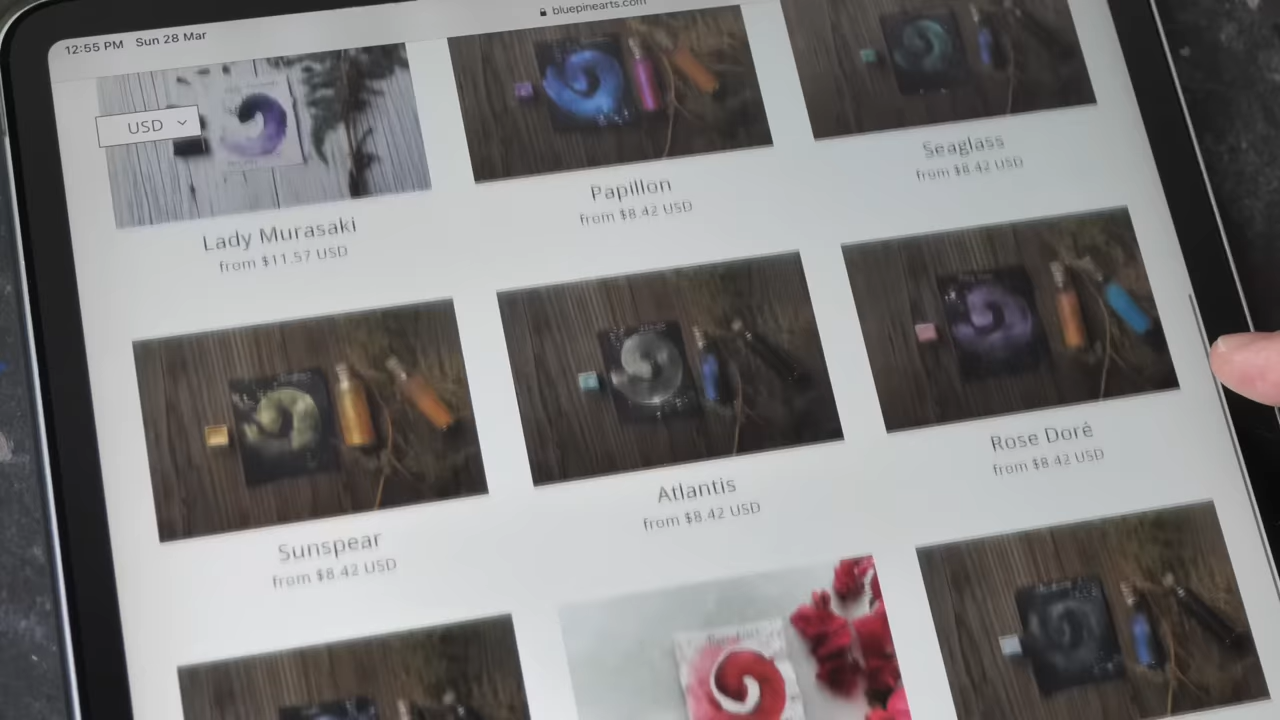 12:55 PM Sun 28 Mar
bluepinearts.com
USD
Lady Murasaki
from $11.57 USD
Papillon
from $8.42 USD
Seaglass
from $8.42 USD
Sunspear
from $8.42 USD
Atlantis
from $8.42 USD
Rose Doré
from $8.42 USD